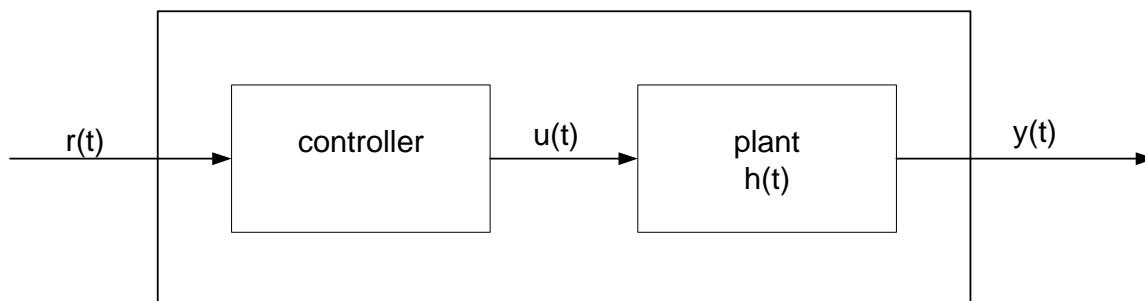 r(t)
controller
u(t)
plant
h(t)
y(t)